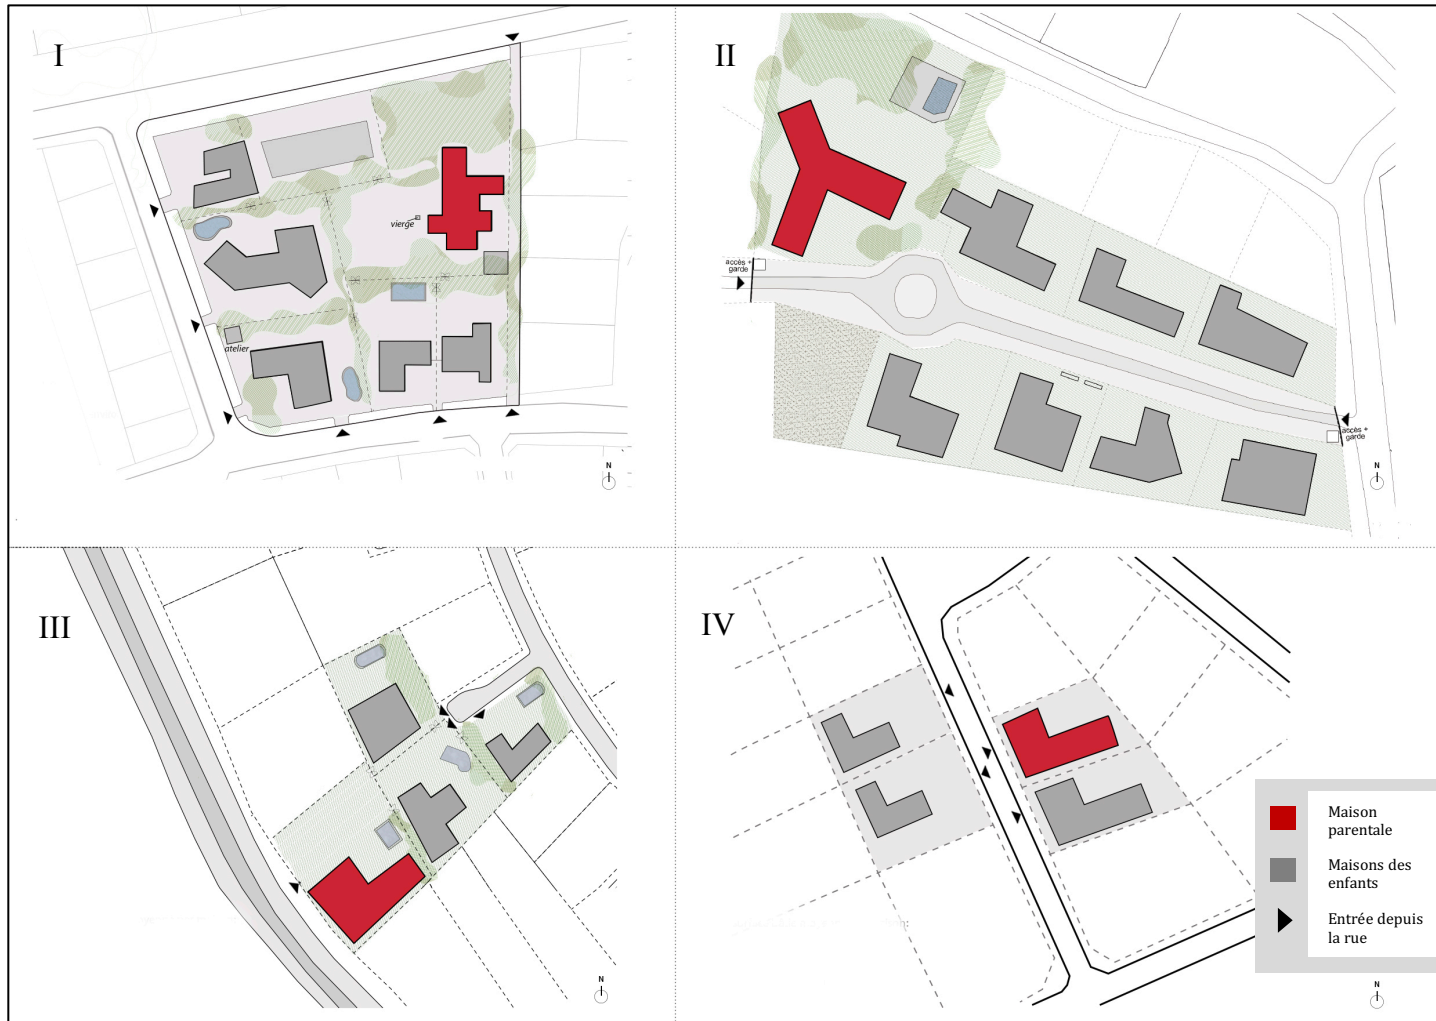 I
II
vierge
accès +
garde
atelier
accès +
garde
N
N
III
IV
Maison
parentale
Maisons des
enfants
Entrée depuis
la rue
N
N